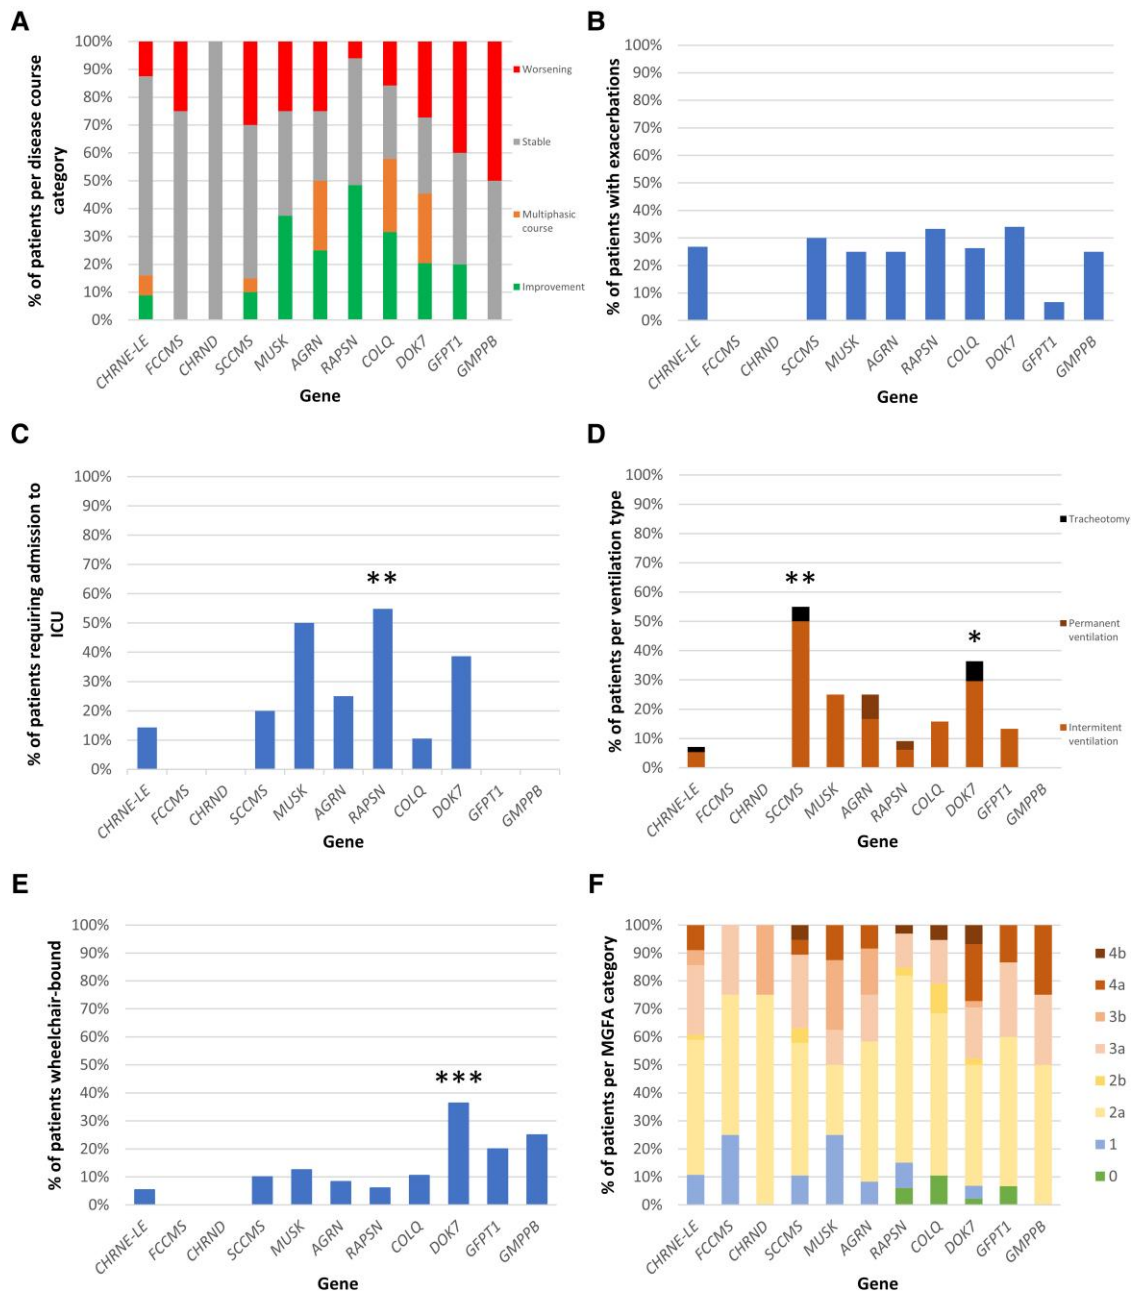 A
% of patients per disease course
category
100%
90%
80%
70%
60%
50%
40%
30%
20%
10%
0%
Worsening
Stable
Multiphasic
course
Improvement
CHRNE-LE
FCCMS
CHRND
SCCMS
MUSK
AGRN
RAPSN
COLQ
DOK7
GFPT1
GMPPB
Gene
B
% of patients with exacerbations
100%
90%
80%
70%
60%
50%
40%
30%
20%
10%
0%
CHRNE-LE
FCCMS
CHRND
SCCMS
MUSK
AGRN
RAPSN
COLQ
DOK7
GFPT1
GMPPB
Gene
C
% of patients requiring admission to
ICU
100%
90%
80%
70%
60%
50%
40%
30%
20%
10%
0%
**
CHRNE-LE
FCCMS
CHRND
SCCMS
MUSK
AGRN
RAPSN
COLQ
DOK7
GFPT1
GMPPB
Gene
D
% of patients per ventilation type
100%
90%
80%
70%
60%
50%
40%
30%
20%
10%
0%
**
*
Tracheotomy
Permanent
ventilation
Intermitent
ventilation
CHRNE-LE
FCCMS
CHRND
SCCMS
MUSK
AGRN
RAPSN
COLQ
DOK7
GFPT1
GMPPB
Gene
E
% of patients wheelchair-bound
100%
90%
80%
70%
60%
50%
40%
30%
20%
10%
0%
***
CHRNE-LE
FCCMS
CHRND
SCCMS
MUSK
AGRN
RAPSN
COLQ
DOK7
GFPT1
GMPPB
Gene
F
% of patients per MGFA category
100%
90%
80%
70%
60%
50%
40%
30%
20%
10%
0%
4b
4a
3b
3a
2b
2a
1
0
CHRNE-LE
FCCMS
CHRND
SCCMS
MUSK
AGRN
RAPSN
COLQ
DOK7
GFPT1
GMPPB
Gene